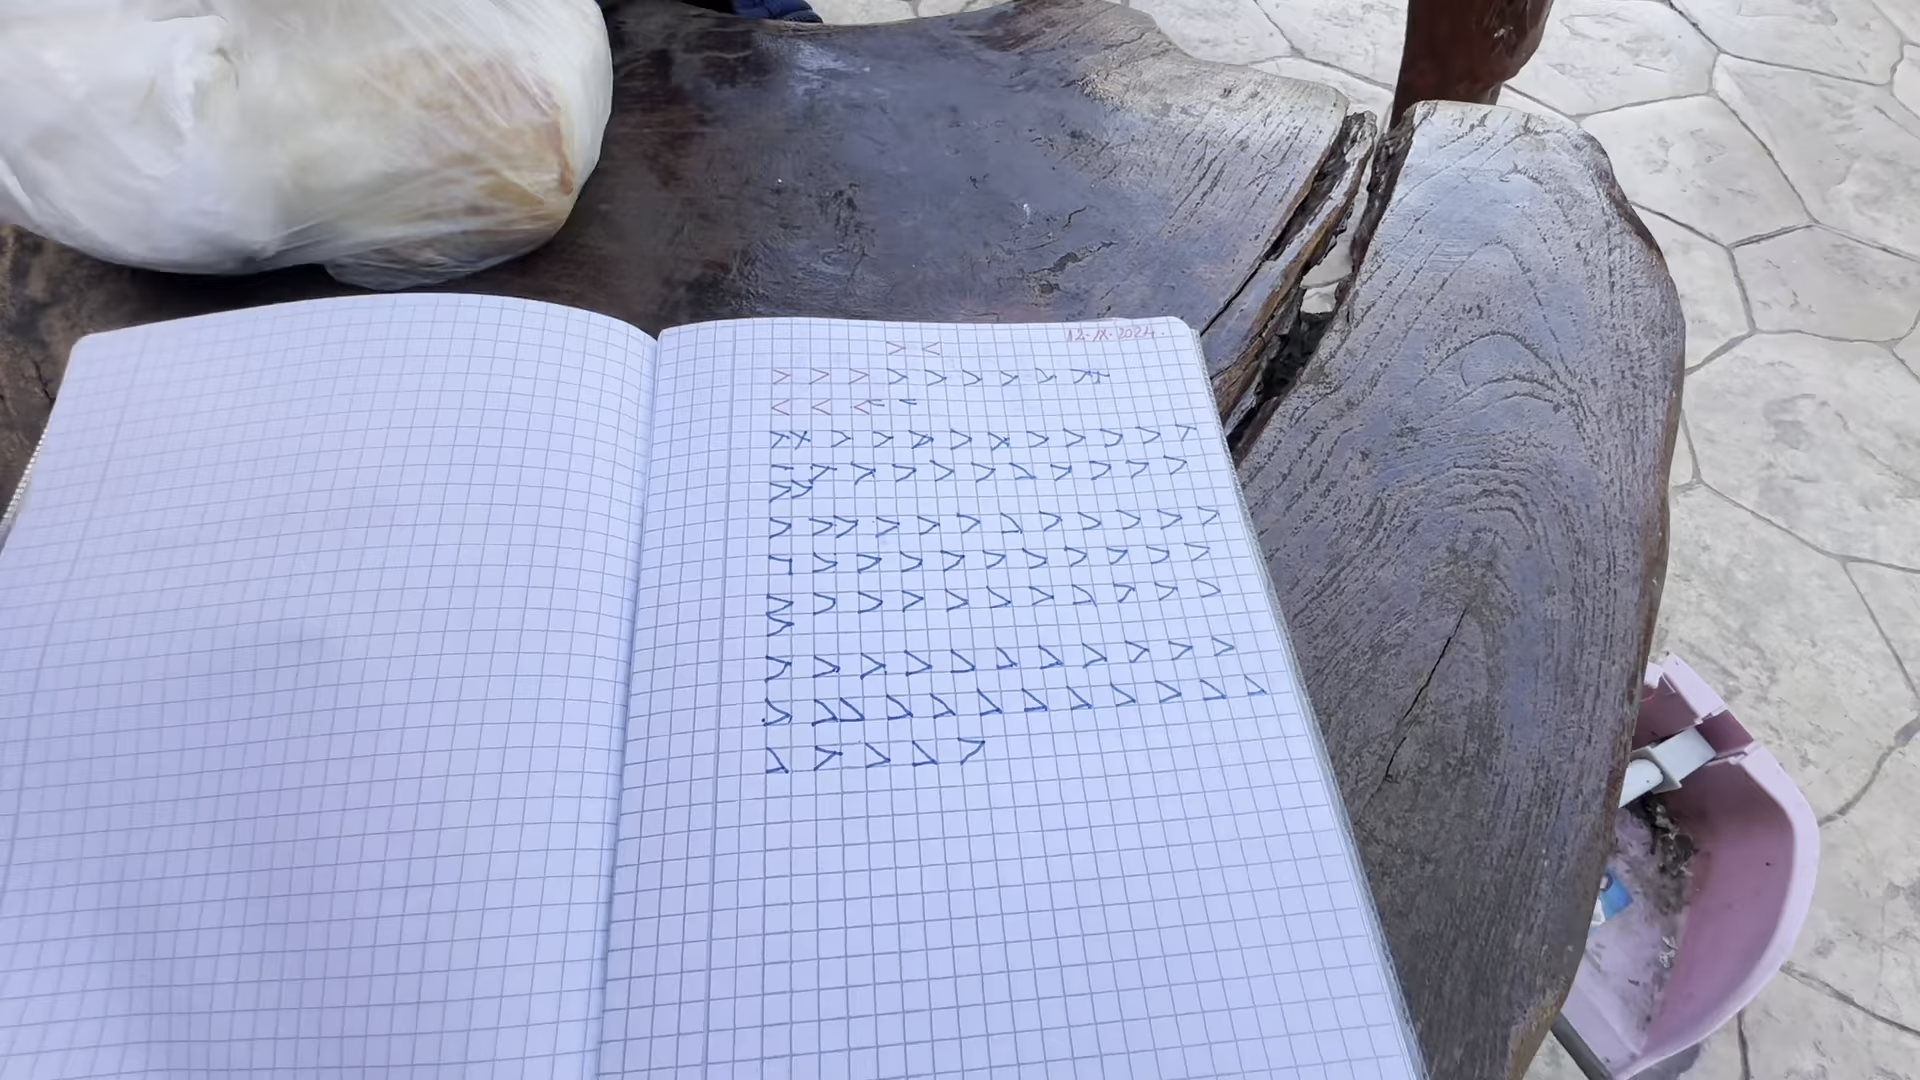 12.IX.2024.
> <
> > > > > > > > >
< < <
> > > > > > > > > > >
> > > > > > > > > > >
> >
> > > > > > > > > > > >
> > > > > > > > > > >
> > > > > > > > > > >
>
> > > > > > > > > > >
> > > > > > > > > > > >
> > > > >